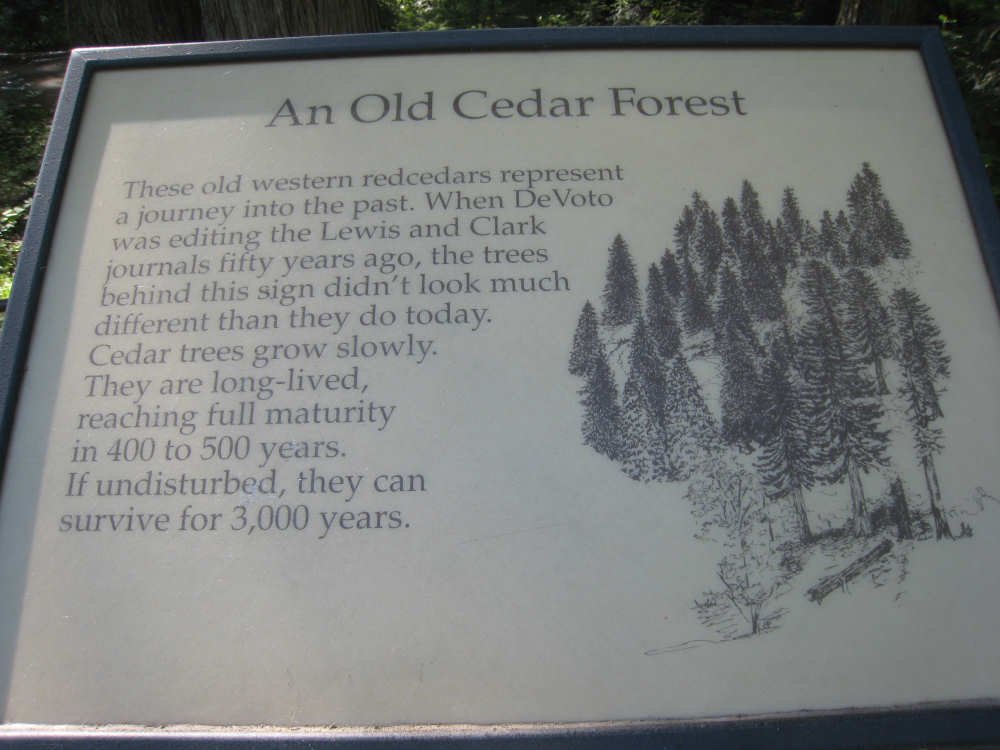 An Old Cedar Forest
These old western redcedars represent
a journey into the past. When DeVoto
was editing the Lewis and Clark
journals fifty years ago, the trees
behind this sign didn't look much
different than they do today.
Cedar trees grow slowly.
They are long-lived,
reaching full maturity
in 400 to 500 years.
If undisturbed, they can
survive for 3,000 years.